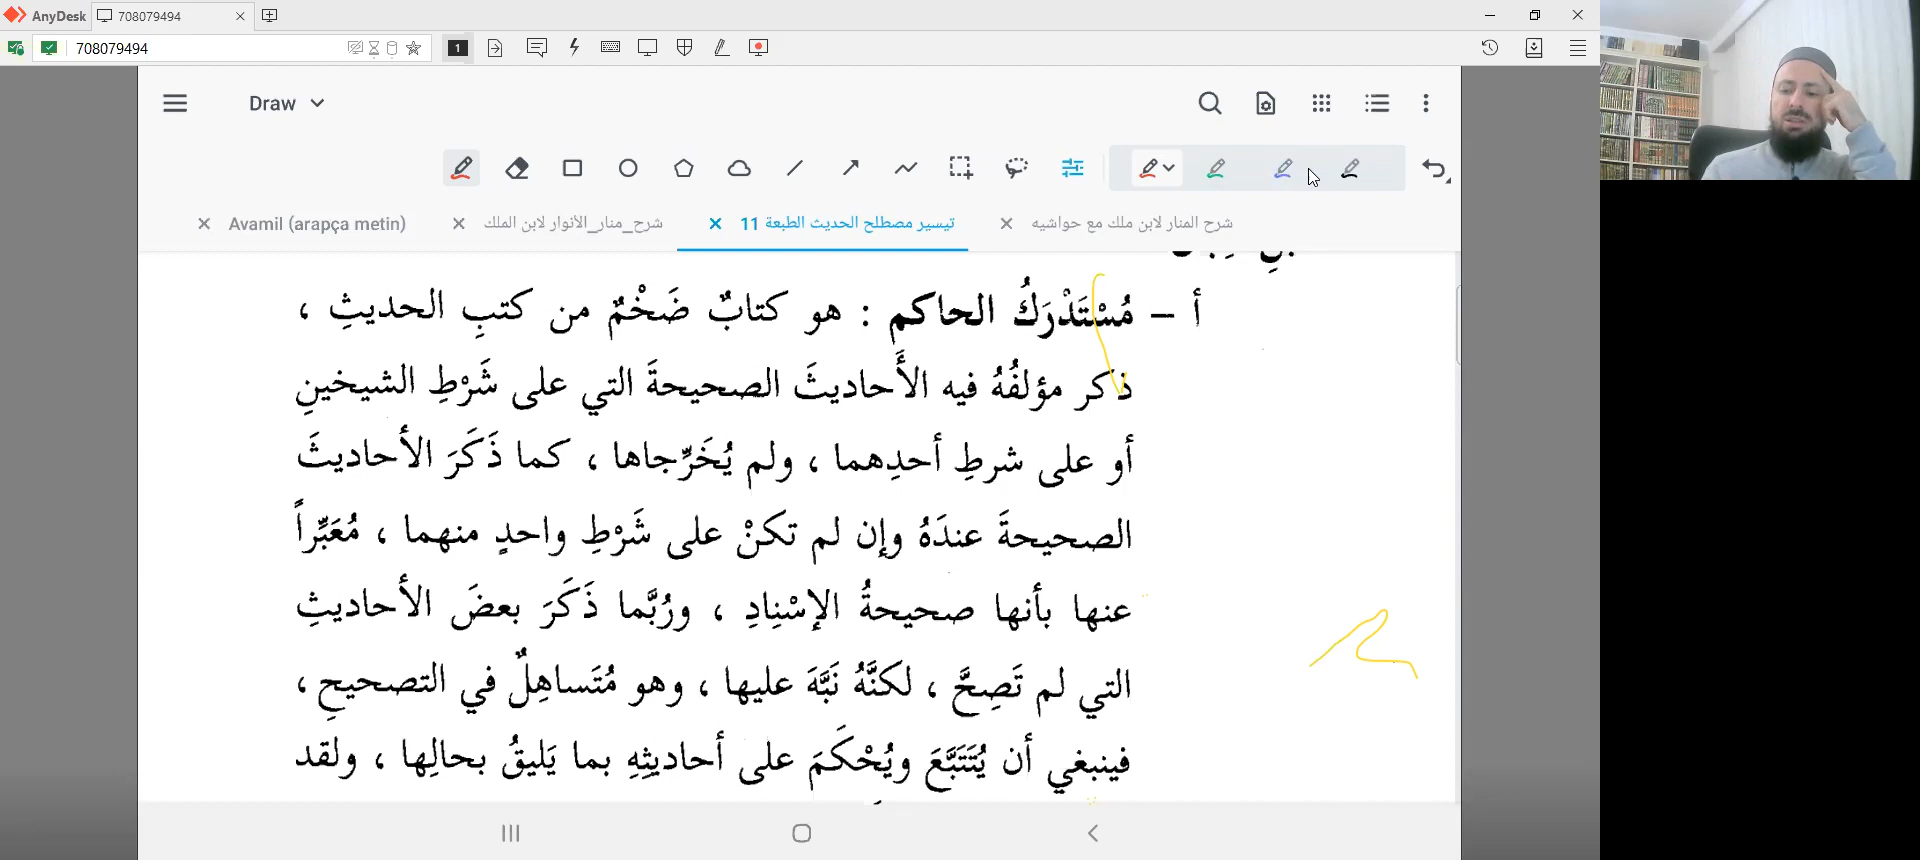 AnyDesk
708079494
708079494
1
Draw
Avamil (arapça metin)
شرح_منار_الأنوار لابن الملك
تيسير مصطلح الحديث الطبعة 11
شرح المنار لابن ملك مع حواشيه
أ – مُسْتَدْرَكُ الحاكم : هو كتابٌ ضَخْمٌ من كتبِ الحديثِ ،
ذكر مؤلفُهُ فيه الأَحاديثَ الصحيحةَ التي على شَرْطِ الشيخينِ
أو على شرطِ أحدِهما ، ولم يُخَرِّجاها ، كما ذَكَرَ الأحاديثَ
الصحيحةَ عندَهُ وإن لم تكنْ على شَرْطِ واحدٍ منهما ، مُعَبِّراً
عنها بأنها صحيحةُ الإسْنِادِ ، ورُبَّما ذَكَرَ بعضَ الأحاديثِ
التي لم تَصِحَّ ، لكنَّهُ نَبَّهَ عليها ، وهو مُتَساهِلٌ في التصحيحِ ،
فينبغي أن يُتَتَبَّعَ ويُحْكَمَ على أحاديثِهِ بما يَليقُ بحالِها ، ولقد